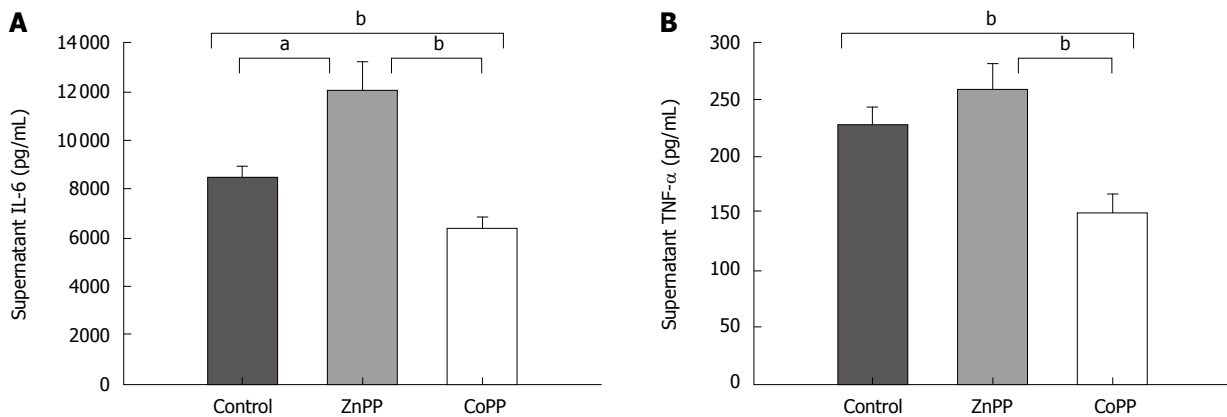 A
b
a b
14 000
12 000
10 000
8000
6000
4000
2000
0
Supernatant IL-6 (pg/mL)
Control ZnPP CoPP
B
b
b
300
250
200
150
100
50
0
Supernatant TNF-α (pg/mL)
Control ZnPP CoPP